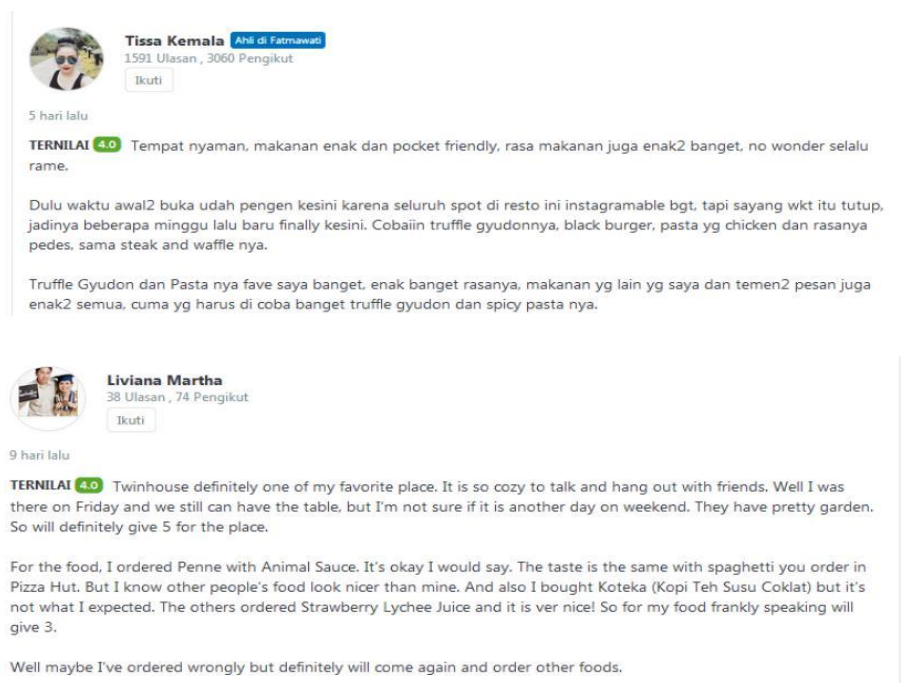 Tissa Kemala Ahli di Fatmawati
1591 Ulasan , 3060 Pengikut
Ikuti
5 hari lalu
TERNILAI 4.0 Tempat nyaman, makanan enak dan pocket friendly, rasa makanan juga enak2 banget, no wonder selalu
rame.
Dulu waktu awal2 buka udah pengen kesini karena seluruh spot di resto ini instagramable bgt, tapi sayang wkt itu tutup,
jadinya beberapa minggu lalu baru finally kesini. Cobaiin truffle gyudonnya, black burger, pasta yg chicken dan rasanya
pedes, sama steak and waffle nya.
Truffle Gyudon dan Pasta nya fave saya banget, enak banget rasanya, makanan yg lain yg saya dan temen2 pesan juga
enak2 semua, cuma yg harus di coba banget truffle gyudon dan spicy pasta nya.
Liviana Martha
38 Ulasan , 74 Pengikut
Ikuti
9 hari lalu
TERNILAI 4.0 Twinhouse definitely one of my favorite place. It is so cozy to talk and hang out with friends. Well I was
there on Friday and we still can have the table, but I'm not sure if it is another day on weekend. They have pretty garden.
So will definitely give 5 for the place.
For the food, I ordered Penne with Animal Sauce. It's okay I would say. The taste is the same with spaghetti you order in
Pizza Hut. But I know other people's food look nicer than mine. And also I bought Koteka (Kopi Teh Susu Coklat) but it's
not what I expected. The others ordered Strawberry Lychee Juice and it is ver nice! So for my food frankly speaking will
give 3.
Well maybe I've ordered wrongly but definitely will come again and order other foods.